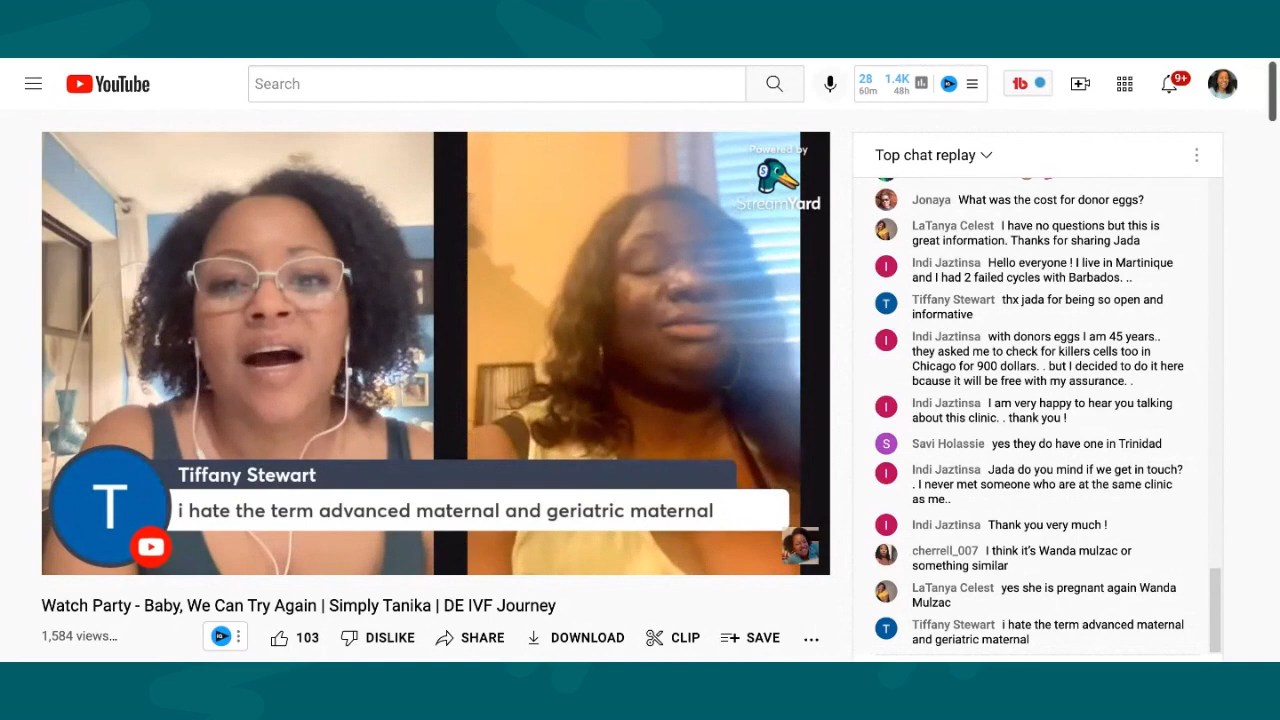 YouTube
Search
28
60m
1.4K
48h
9+
Powered by
StreamYard
Tiffany Stewart
T
i hate the term advanced maternal and geriatric maternal
Watch Party - Baby, We Can Try Again | Simply Tanika | DE IVF Journey
1,584 views...
103
DISLIKE
SHARE
DOWNLOAD
CLIP
SAVE
Top chat replay
Jonaya What was the cost for donor eggs?
LaTanya Celest I have no questions but this is
great information. Thanks for sharing Jada
I
Indi Jaztinsa Hello everyone ! I live in Martinique
and I had 2 failed cycles with Barbados. ..
T
Tiffany Stewart thx jada for being so open and
informative
I
Indi Jaztinsa with donors eggs I am 45 years..
they asked me to check for killers cells too in
Chicago for 900 dollars. . but I decided to do it here
bcause it will be free with my assurance. .
I
Indi Jaztinsa I am very happy to hear you talking
about this clinic. . thank you !
S
Savi Holassie yes they do have one in Trinidad
I
Indi Jaztinsa Jada do you mind if we get in touch?
. I never met someone who are at the same clinic
as me..
I
Indi Jaztinsa Thank you very much !
cherrell_007 I think it's Wanda mulzac or
something similar
LaTanya Celest yes she is pregnant again Wanda
Mulzac
T
Tiffany Stewart i hate the term advanced maternal
and geriatric maternal